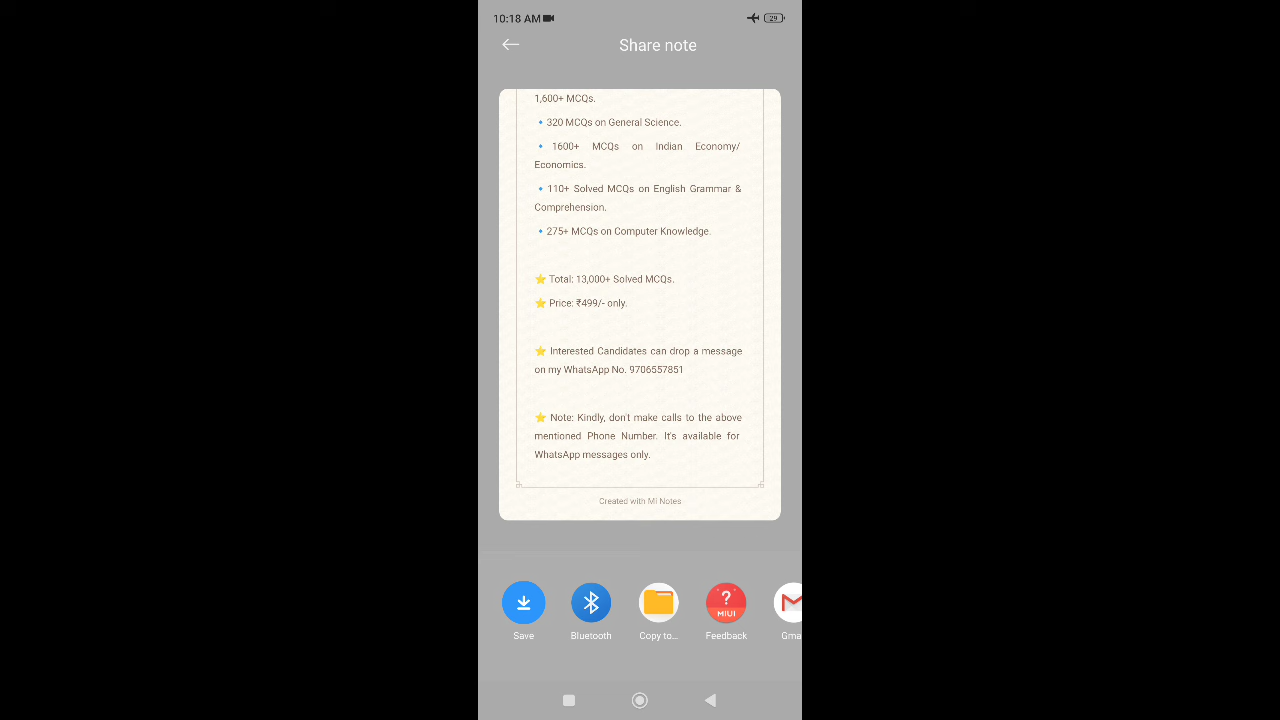 10:18 AM
29
Share note
1,600+ MCQs.
🔹320 MCQs on General Science.
🔹1600+ MCQs on Indian Economy/
Economics.
🔹110+ Solved MCQs on English Grammar &
Comprehension.
🔹275+ MCQs on Computer Knowledge.
⭐ Total: 13,000+ Solved MCQs.
⭐ Price: ₹499/- only.
⭐ Interested Candidates can drop a message
on my WhatsApp No. 9706557851
⭐ Note: Kindly, don't make calls to the above
mentioned Phone Number. It's available for
WhatsApp messages only.
Created with Mi Notes
?
MIUI
Save
Bluetooth
Copy to...
Feedback
Gma